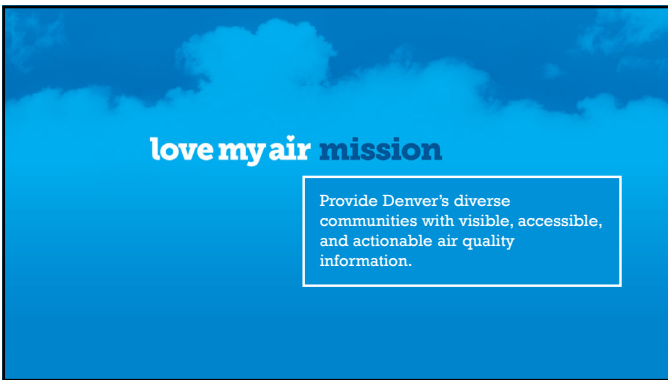 love my air mission
Provide Denver's diverse
communities with visible, accessible,
and actionable air quality
information.